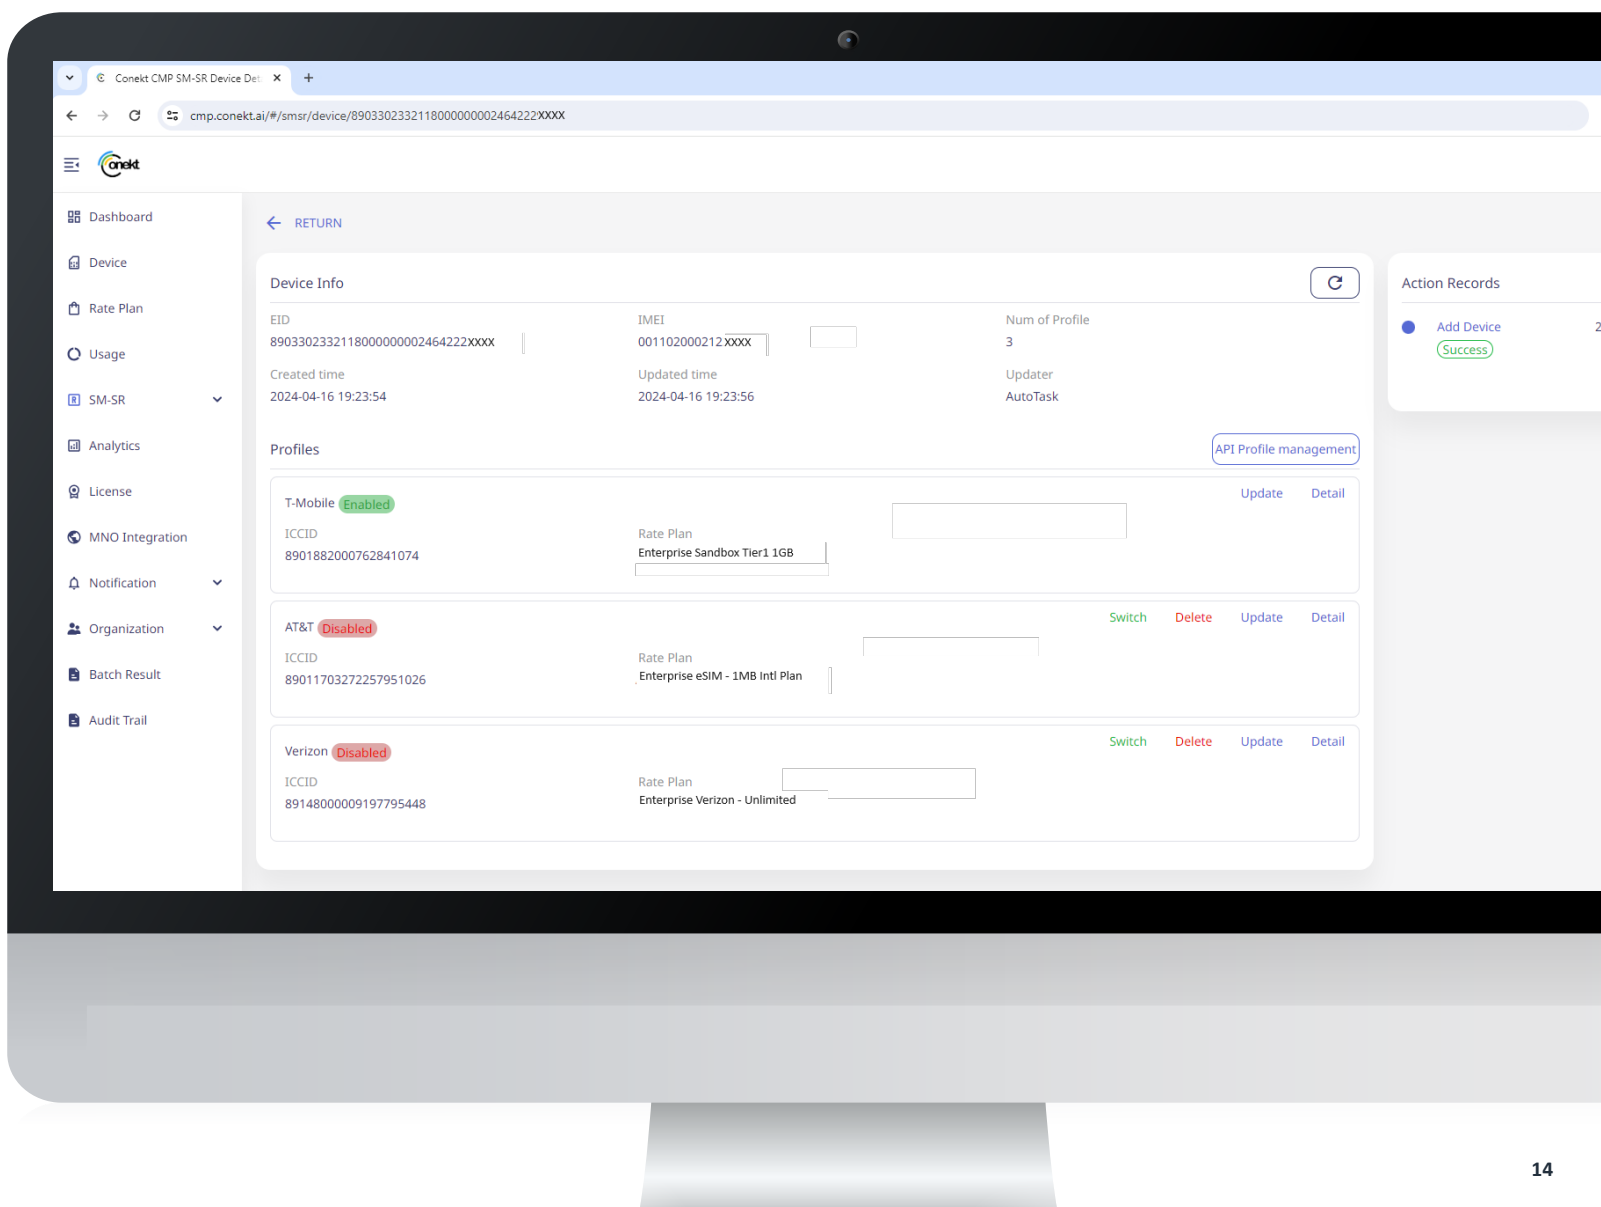 Conekt CMP SM-SR Device Det
cmp.conekt.ai/#/smsr/device/8903302332118000000002464222XXXX
Conekt
Dashboard
Device
Rate Plan
Usage
SM-SR
Analytics
License
MNO Integration
Notification
Organization
Batch Result
Audit Trail
RETURN
Device Info
EID
8903302332118000000002464222XXXX
IMEI
001102000212XXXX
Num of Profile
3
Created time
2024-04-16 19:23:54
Updated time
2024-04-16 19:23:56
Updater
AutoTask
Profiles
API Profile management
T-Mobile Enabled
Update Detail
ICCID
8901882000762841074
Rate Plan
Enterprise Sandbox Tier1 1GB
AT&T Disabled
Switch Delete Update Detail
ICCID
89011703272257951026
Rate Plan
Enterprise eSIM - 1MB Intl Plan
Verizon Disabled
Switch Delete Update Detail
ICCID
89148000009197795448
Rate Plan
Enterprise Verizon - Unlimited
Action Records
Add Device 2
Success
14